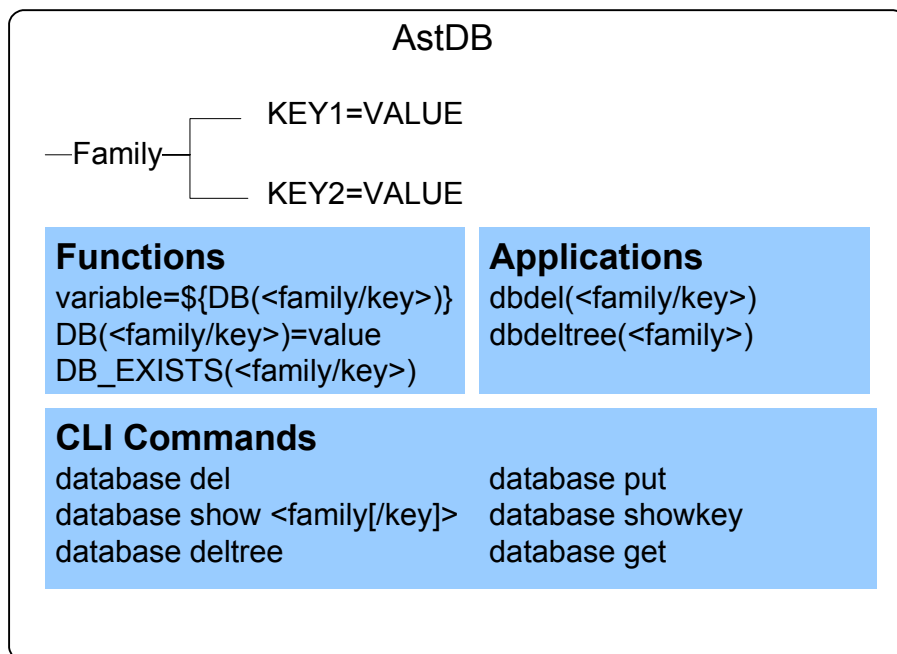 AstDB
KEY1=VALUE
Family
KEY2=VALUE
Functions
variable=${DB(<family/key>)}
DB(<family/key>)=value
DB_EXISTS(<family/key>)
Applications
dbdel(<family/key>)
dbdeltree(<family>)
CLI Commands
database del
database show <family[/key]>
database deltree
database put
database showkey
database get